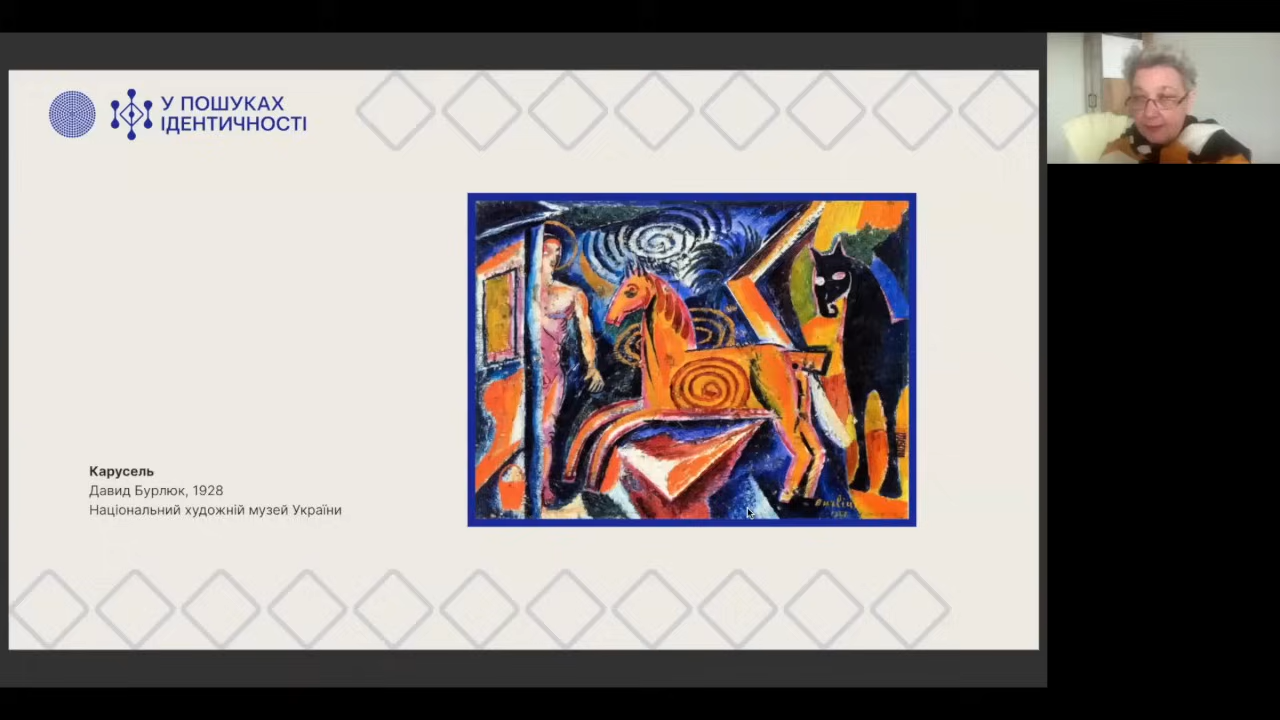 У ПОШУКАХ
ІДЕНТИЧНОСТІ
Карусель
Давид Бурлюк, 1928
Національний художній музей України